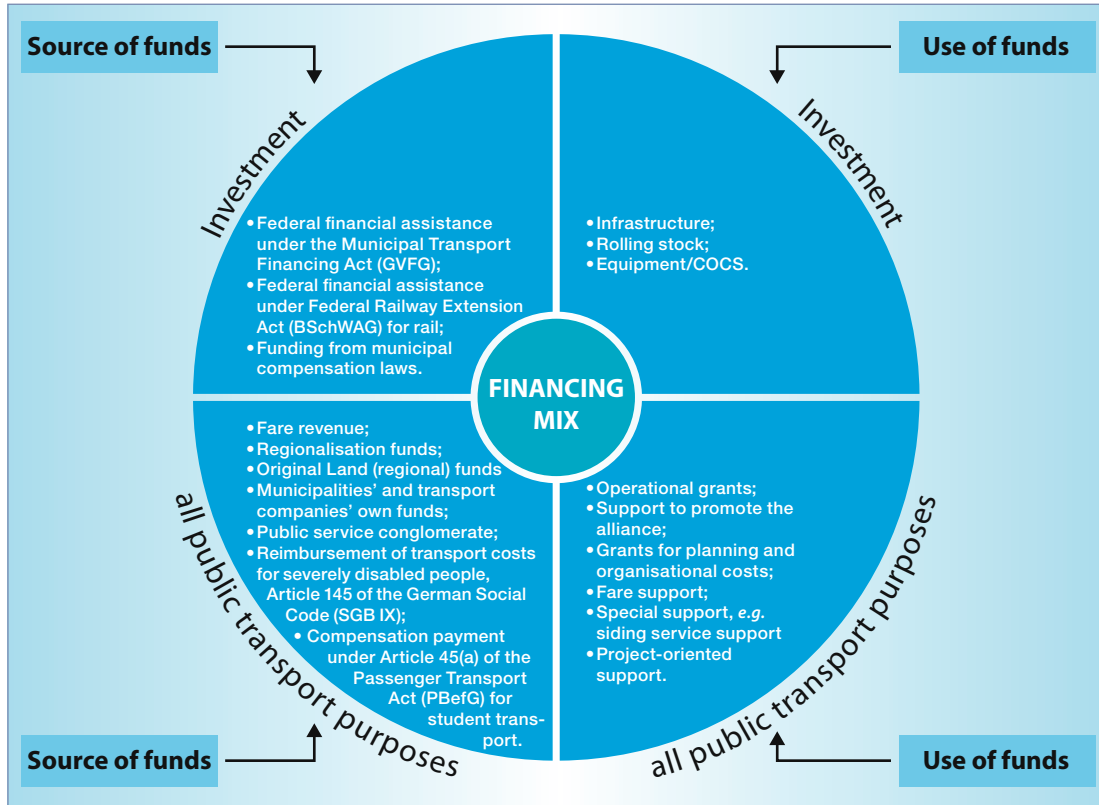 Source of funds
Use of funds
Investment
Investment
•Federal financial assistance
under the Municipal Transport
Financing Act (GVFG);
•Federal financial assistance
under Federal Railway Extension
Act (BSchWAG) for rail;
•Funding from municipal
compensation laws.
•Infrastructure;
•Rolling stock;
•Equipment/COCS.
FINANCING
MIX
•Fare revenue;
•Regionalisation funds;
•Original Land (regional) funds
•Municipalities’ and transport
companies’ own funds;
•Public service conglomerate;
•Reimbursement of transport costs
for severely disabled people,
Article 145 of the German Social
Code (SGB IX);
• Compensation payment
under Article 45(a) of the
Passenger Transport
Act (PBefG) for
student trans-
port.
•Operational grants;
•Support to promote the
alliance;
•Grants for planning and
organisational costs;
•Fare support;
•Special support, e.g.
siding service support
•Project-oriented
support.
all public transport purposes
all public transport purposes
Source of funds
Use of funds